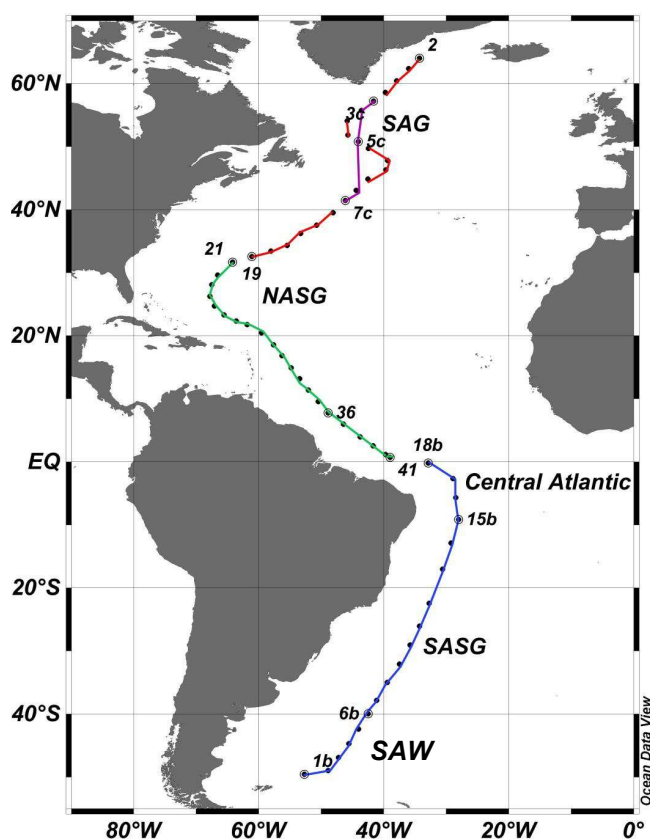 2
60°N
3c
SAG
5c
40°N
7c
21
19
NASG
20°N
36
18b
EQ
41
Central Atlantic
15b
20°S
SASG
6b
40°S
SAW
1b
Ocean Data View
80°W
60°W
40°W
20°W
0°